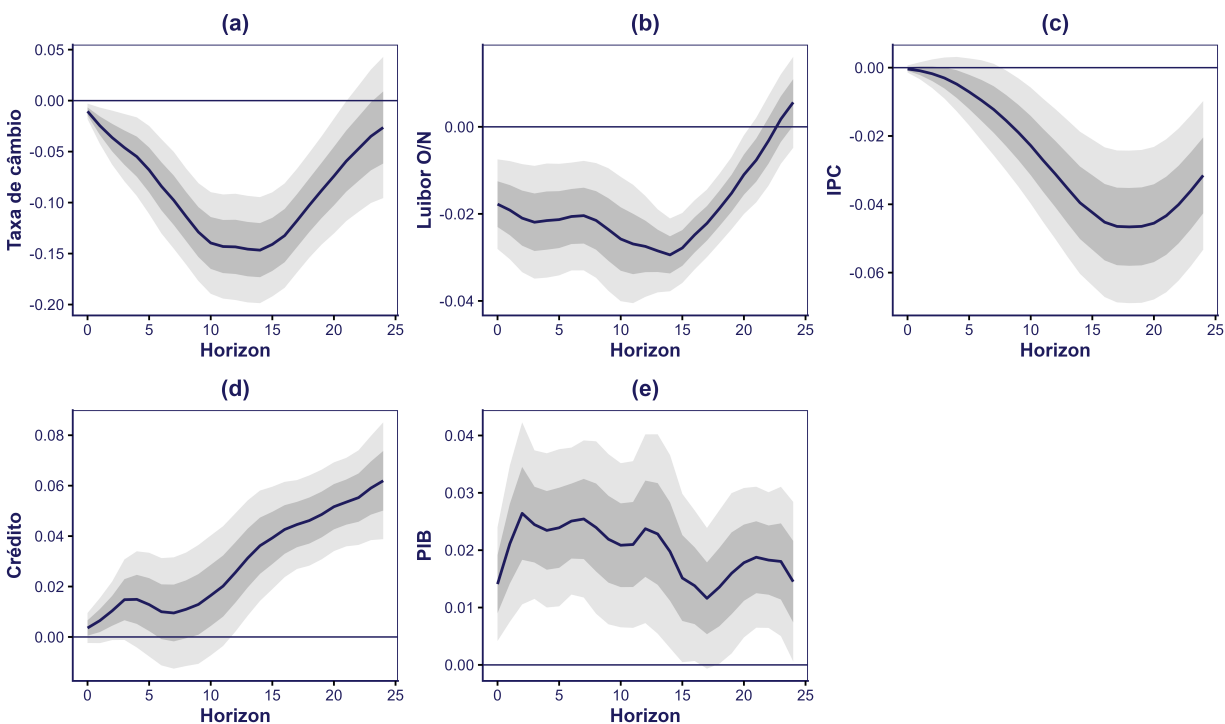 (a)
Taxa de câmbio
0.05
0.00
-0.05
-0.10
-0.15
-0.20
0 5 10 15 20 25
Horizon
(b)
Luibor O/N
0.00
-0.02
-0.04
0 5 10 15 20 25
Horizon
(c)
IPC
0.00
-0.02
-0.04
-0.06
0 5 10 15 20 25
Horizon
(d)
Crédito
0.08
0.06
0.04
0.02
0.00
0 5 10 15 20 25
Horizon
(e)
PIB
0.04
0.03
0.02
0.01
0.00
0 5 10 15 20 25
Horizon